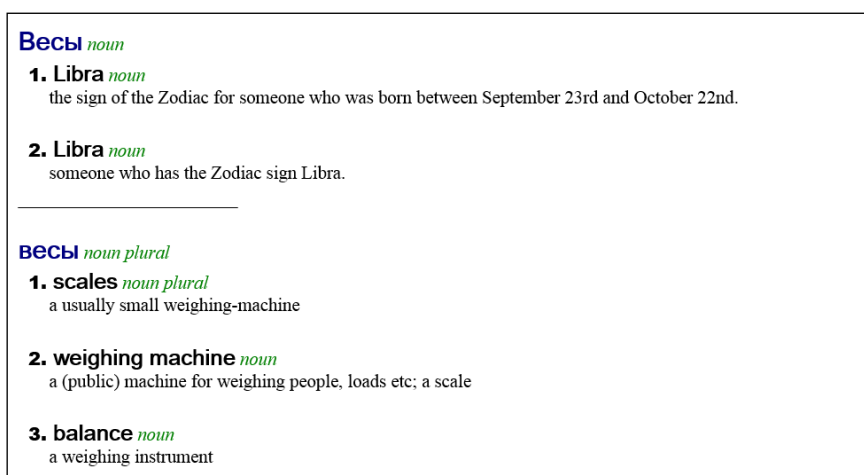 Весы noun
1. Libra noun
the sign of the Zodiac for someone who was born between September 23rd and October 22nd.
2. Libra noun
someone who has the Zodiac sign Libra.
весы noun plural
1. scales noun plural
a usually small weighing-machine
2. weighing machine noun
a (public) machine for weighing people, loads etc; a scale
3. balance noun
a weighing instrument